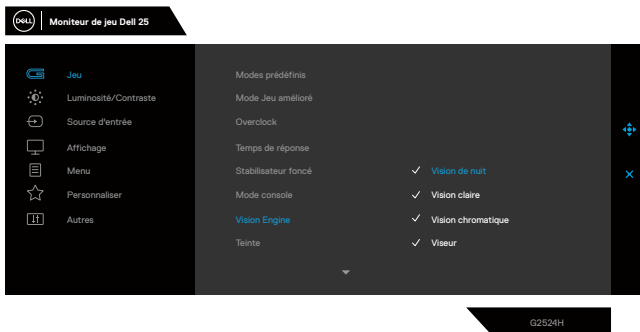 DELL Moniteur de jeu Dell 25
Jeu
Modes prédéfinis
Luminosité/Contraste
Mode Jeu amélioré
Source d'entrée
Overclock
Affichage
Temps de réponse
Menu
Stabilisateur foncé
Vision de nuit
Personnaliser
Mode console
Vision claire
Autres
Vision Engine
Vision chromatique
Teinte
Viseur
G2524H